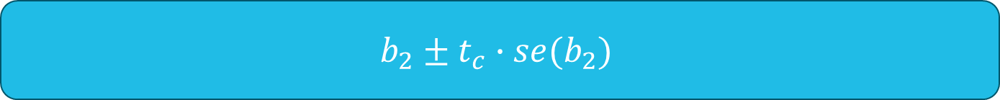 b₂ ± t_c · se(b₂)